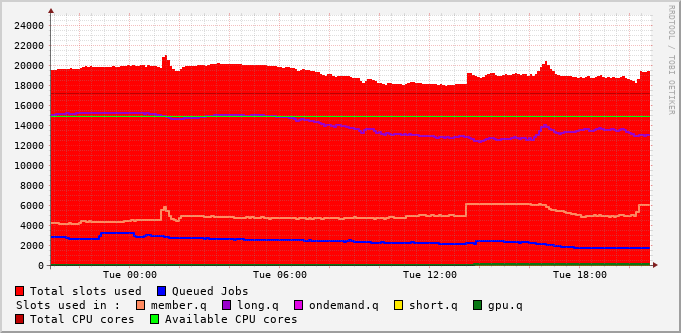 RRDTOOL / TOBI OETIKER
24000
22000
20000
18000
16000
14000
12000
10000
8000
6000
4000
2000
0
Tue 00:00 Tue 06:00 Tue 12:00 Tue 18:00
Total slots used Queued Jobs
Slots used in : member.q long.q ondemand.q short.q gpu.q
Total CPU cores Available CPU cores